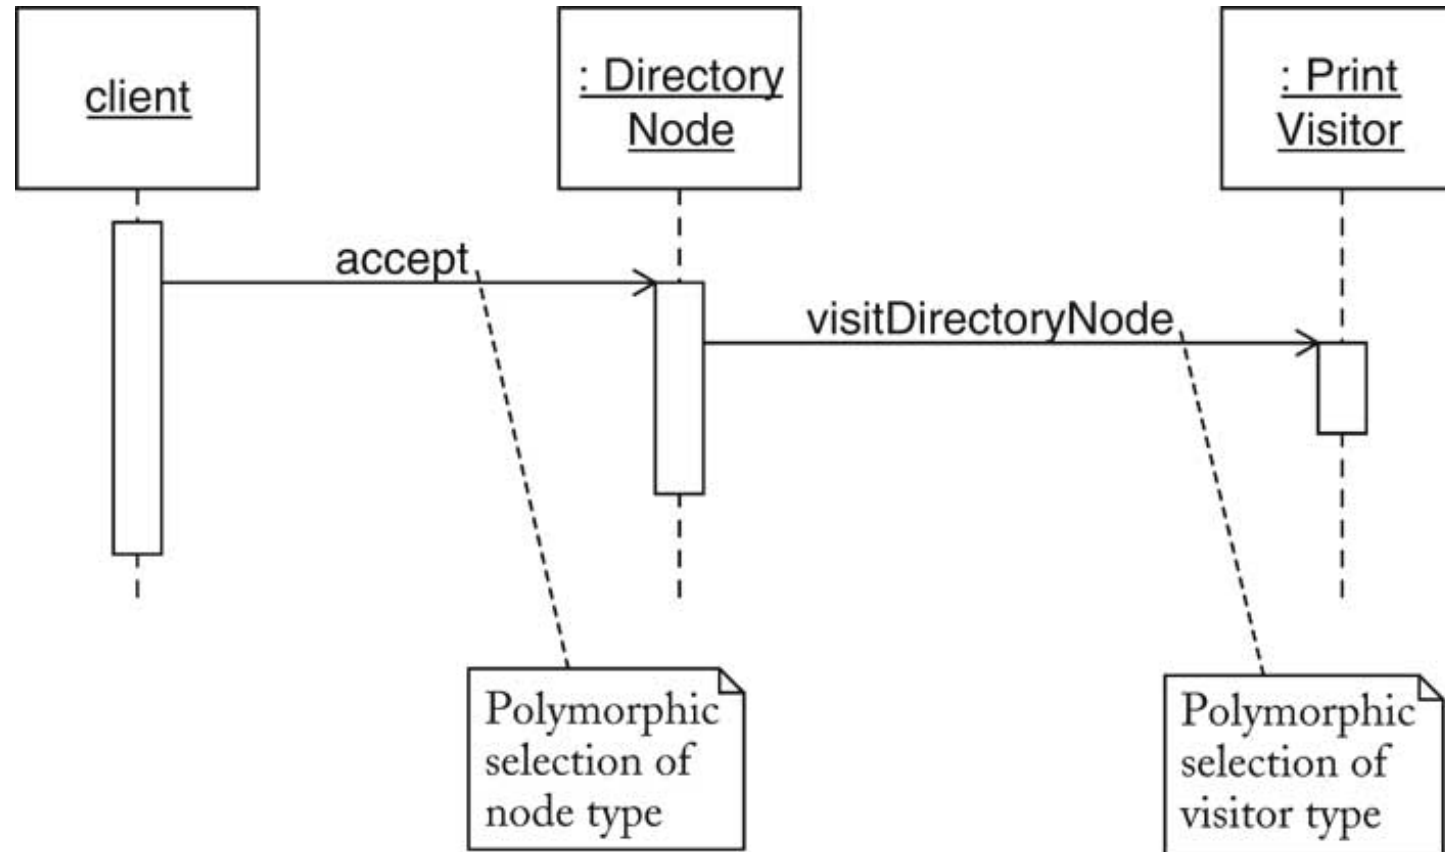 client
: Directory
Node
: Print
Visitor
accept
visitDirectoryNode
Polymorphic
selection of
node type
Polymorphic
selection of
visitor type